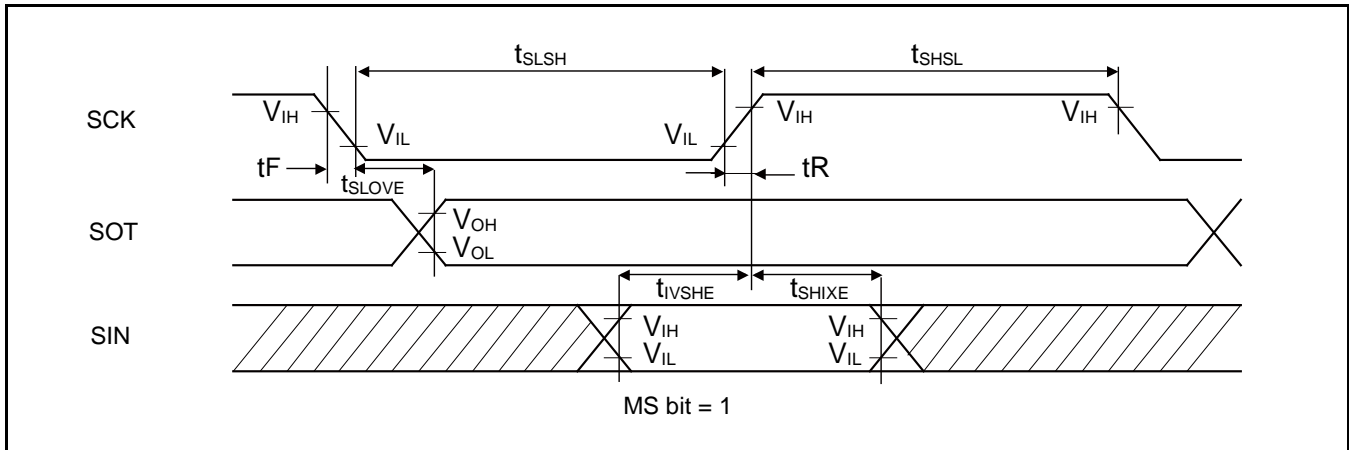 tSLSH
tSHSL
SCK
VIH
VIL
VIL
VIH
VIH
tF
tSLOVE
tR
SOT
VOH
VOL
tIVSHE
tSHIXE
SIN
VIH
VIL
VIH
VIL
MS bit = 1